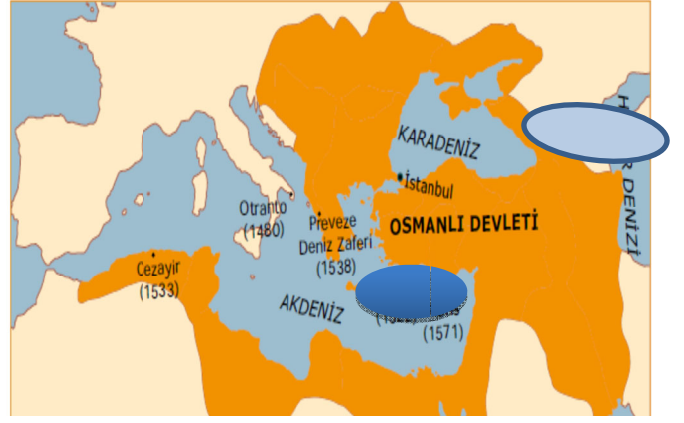 KARADENİZ
İstanbul
OSMANLI DEVLETİ
Otranto
(1480)
Preveze
Deniz Zaferi
(1538)
Cezayir
(1533)
AKDENİZ
(1571)
DENİZİ